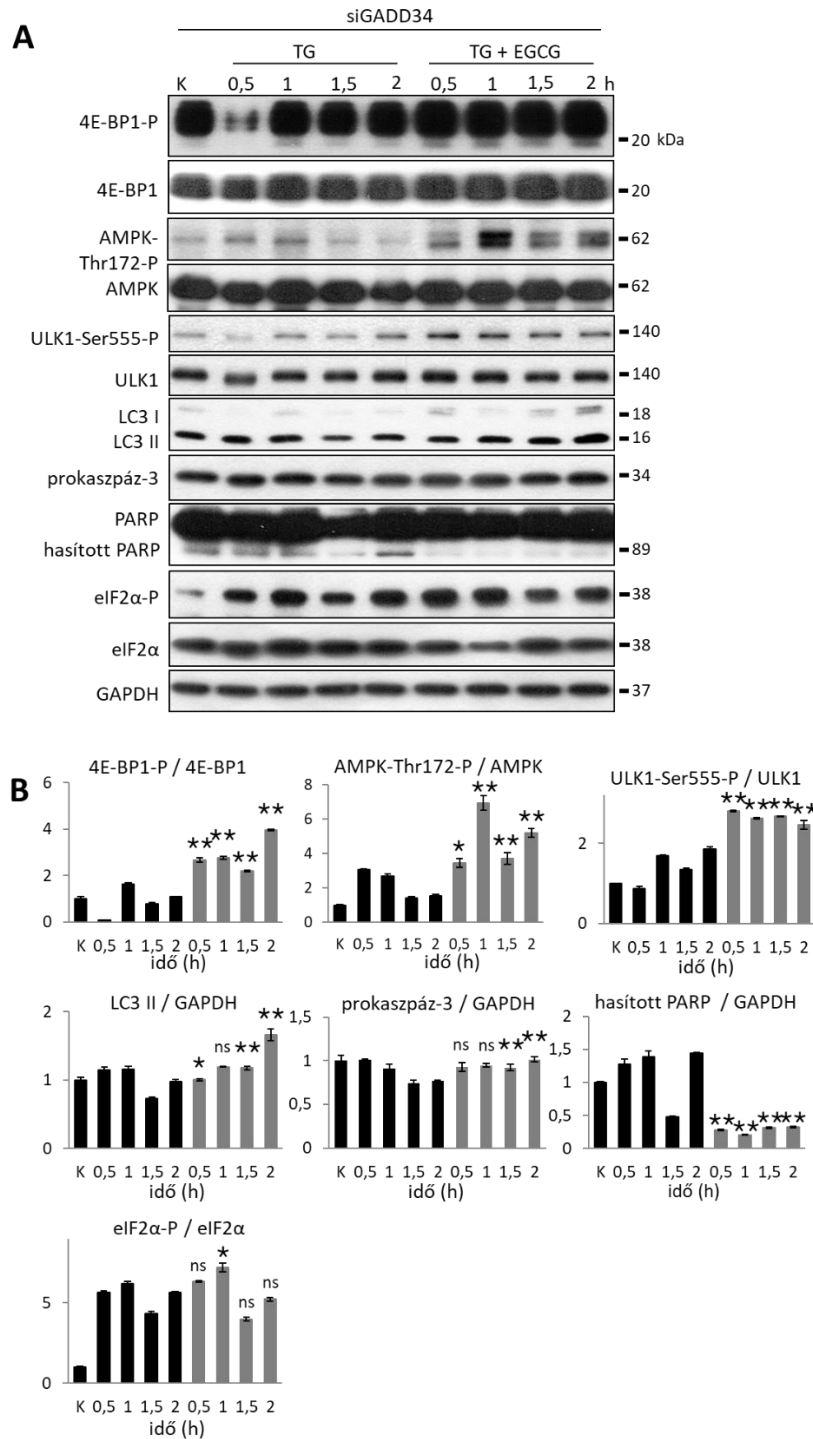 A
siGADD34
TG TG + EGCG
K 0,5 1 1,5 2 0,5 1 1,5 2 h
4E-BP1-P
20 kDa
4E-BP1
20
AMPK-
Thr172-P
62
AMPK
62
ULK1-Ser555-P
140
ULK1
140
LC3 I
18
LC3 II
16
prokaszpáz-3
34
PARP
hasított PARP
89
eIF2α-P
38
eIF2α
38
GAPDH
37
B
4E-BP1-P / 4E-BP1
6
4
2
0
** ** ** **
K 0,5 1 1,5 2 0,5 1 1,5 2
idő (h)
AMPK-Thr172-P / AMPK
8
6
4
2
0
* ** ** **
K 0,5 1 1,5 2 0,5 1 1,5 2
idő (h)
ULK1-Ser555-P / ULK1
2
0
** ** ** **
K 0,5 1 1,5 2 0,5 1 1,5 2
idő (h)
LC3 II / GAPDH
2
1
0
* ns ** **
K 0,5 1 1,5 2 0,5 1 1,5 2
idő (h)
prokaszpáz-3 / GAPDH
1,5
1
0,5
0
ns ns ** **
K 0,5 1 1,5 2 0,5 1 1,5 2
idő (h)
hasított PARP / GAPDH
2
1,5
1
0,5
0
** ** ** **
K 0,5 1 1,5 2 0,5 1 1,5 2
idő (h)
eIF2α-P / eIF2α
5
0
ns * ns ns
K 0,5 1 1,5 2 0,5 1 1,5 2
idő (h)